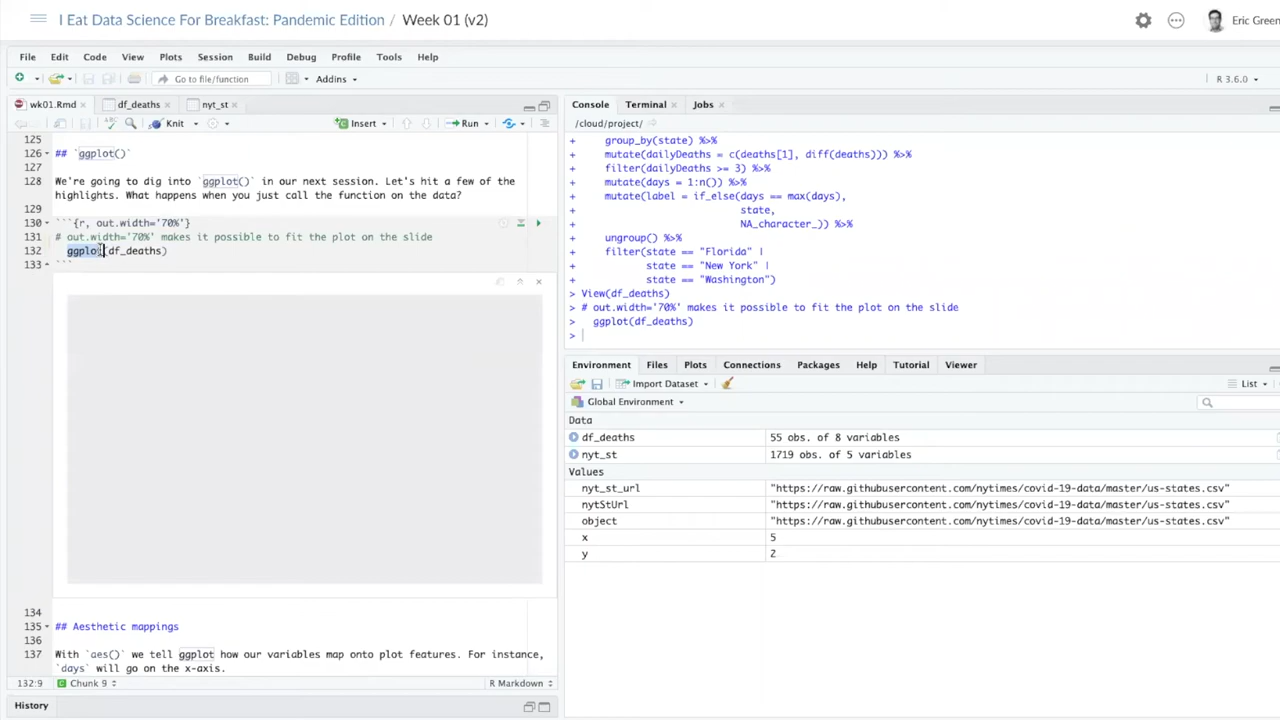 I Eat Data Science For Breakfast: Pandemic Edition / Week 01 (v2)
Eric Green
File Edit Code View Plots Session Build Debug Profile Tools Help
Go to file/function
Addins
R 3.6.0
wk01.Rmd
df_deaths
nyt_st
Knit
Insert
Run
125
126 ## `ggplot()`
127
128 We're going to dig into `ggplot()` in our next session. Let's hit a few of the
highlights. What happens when you just call the function on the data?
129
130 ```{r, out.width='70%'}
131 # out.width='70%' makes it possible to fit the plot on the slide
132 ggplot(df_deaths)
133 ```
134
135 ## Aesthetic mappings
136
137 With `aes()` we tell ggplot how our variables map onto plot features. For instance,
`days` will go on the x-axis.
132:9 Chunk 9 R Markdown
History
Console Terminal Jobs
/cloud/project/
+ group_by(state) %>%
+ mutate(dailyDeaths = c(deaths[1], diff(deaths))) %>%
+ filter(dailyDeaths >= 3) %>%
+ mutate(days = 1:n()) %>%
+ mutate(label = if_else(days == max(days),
+ state,
+ NA_character_)) %>%
+ ungroup() %>%
+ filter(state == "Florida" |
+ state == "New York" |
+ state == "Washington")
> View(df_deaths)
> # out.width='70%' makes it possible to fit the plot on the slide
> ggplot(df_deaths)
>
Environment Files Plots Connections Packages Help Tutorial Viewer
Import Dataset
List
Global Environment
Data
df_deaths 55 obs. of 8 variables
nyt_st 1719 obs. of 5 variables
Values
nyt_st_url "https://raw.githubusercontent.com/nytimes/covid-19-data/master/us-states.csv"
nytStUrl "https://raw.githubusercontent.com/nytimes/covid-19-data/master/us-states.csv"
object "https://raw.githubusercontent.com/nytimes/covid-19-data/master/us-states.csv"
x 5
y 2